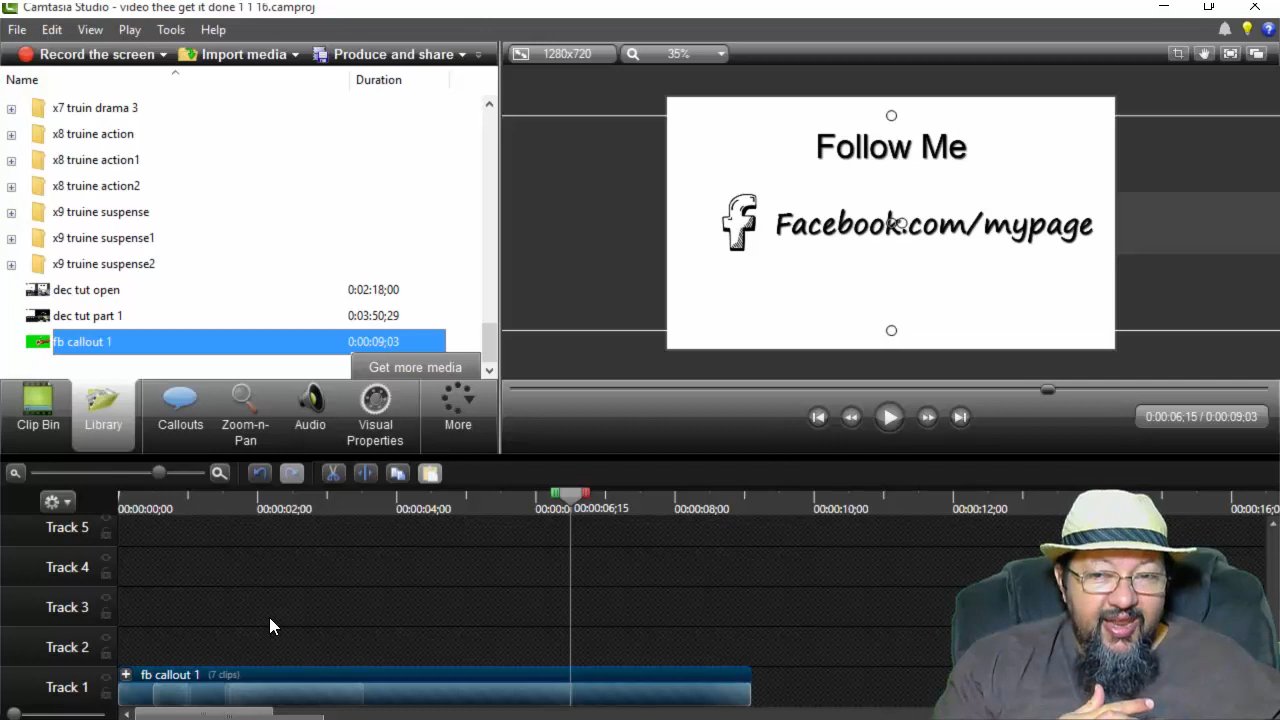 Camtasia Studio - video thee get it done 1 1 16.camproj
File Edit View Play Tools Help
Record the screen Import media Produce and share
1280x720 35%
Name Duration
x7 truin drama 3
x8 truine action
x8 truine action1
x8 truine action2
x9 truine suspense
x9 truine suspense1
x9 truine suspense2
dec tut open 0:02:18;00
dec tut part 1 0:03:50;29
fb callout 1 0:00:09;03
Get more media
Follow Me
f Facebook.com/mypage
Clip Bin
Library
Callouts
Zoom-n-Pan
Audio
Visual Properties
More
0:00:06;15 / 0:00:09;03
00:00:00;00 00:00:02;00 00:00:04;00 00:00:0 00:00:06;15 00:00:08;00 00:00:10;00 00:00:12;00 00:00:16;0
Track 5
Track 4
Track 3
Track 2
fb callout 1 (7 clips)
Track 1